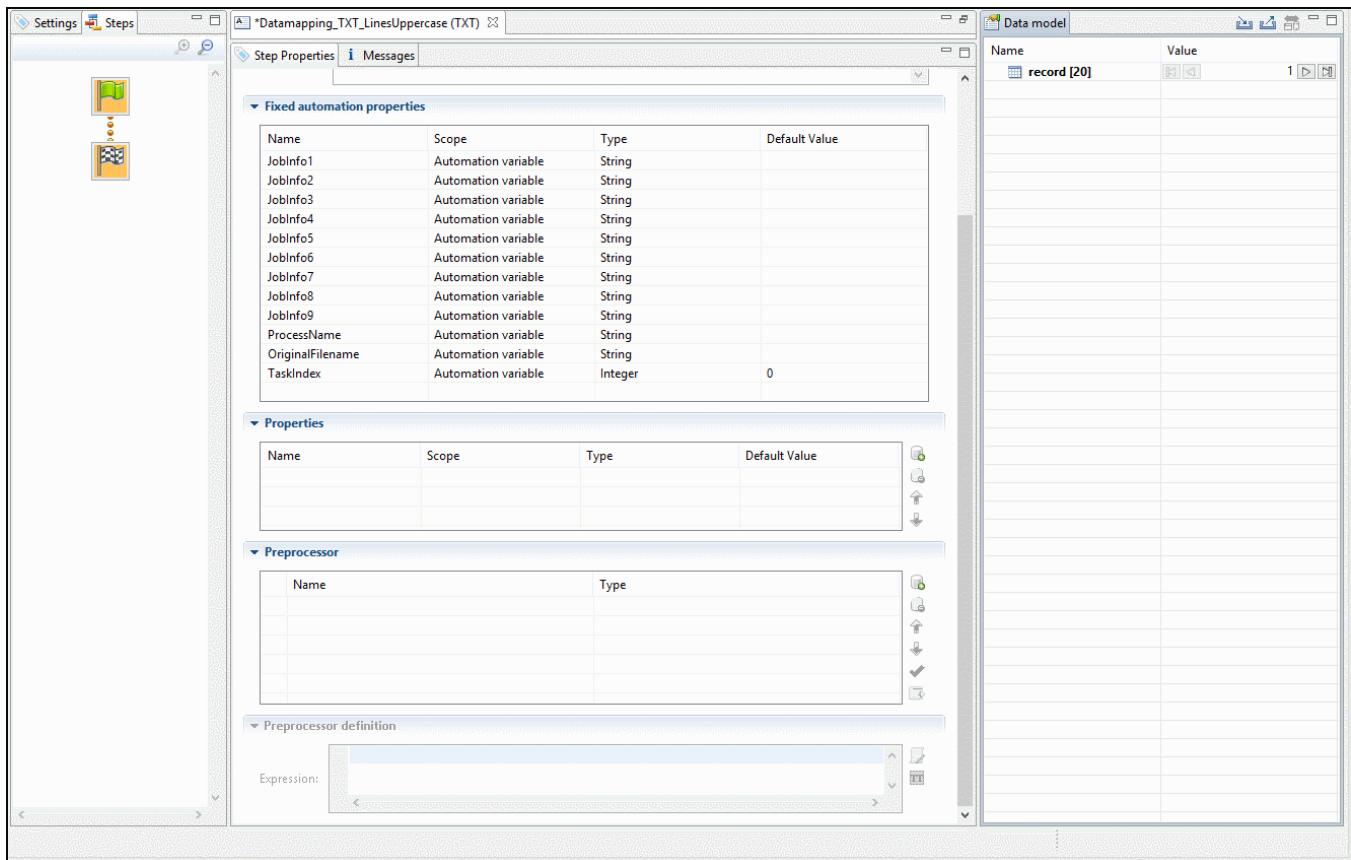 Settings Steps
*Datamapping_TXT_LinesUppercase (TXT)
Step Properties i Messages
Fixed automation properties
Name Scope Type Default Value
JobInfo1 Automation variable String
JobInfo2 Automation variable String
JobInfo3 Automation variable String
JobInfo4 Automation variable String
JobInfo5 Automation variable String
JobInfo6 Automation variable String
JobInfo7 Automation variable String
JobInfo8 Automation variable String
JobInfo9 Automation variable String
ProcessName Automation variable String
OriginalFilename Automation variable String
TaskIndex Automation variable Integer 0
Properties
Name Scope Type Default Value
Preprocessor
Name Type
Preprocessor definition
Expression:
TT
Data model
Name Value
record [20] 1